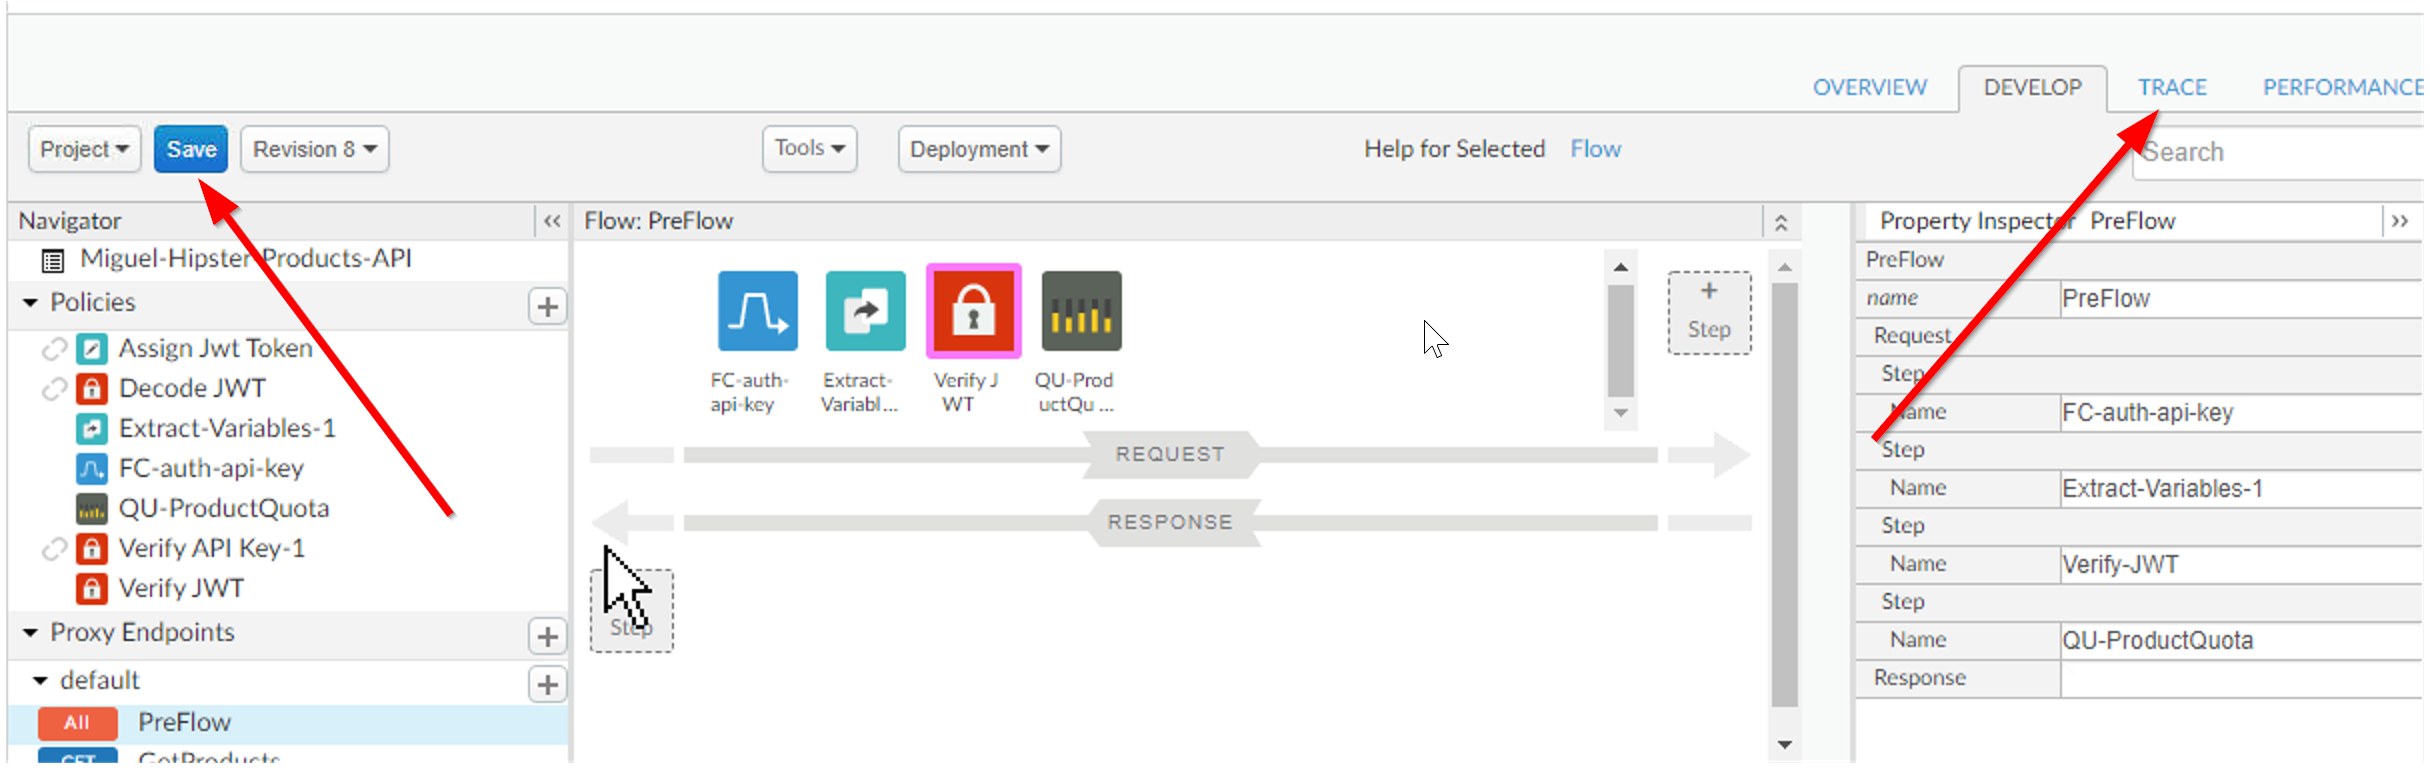 OVERVIEW DEVELOP TRACE PERFORMANCE
Project Save Revision 8 Tools Deployment Help for Selected Flow Search
Navigator
Miguel-Hipster-Products-API
Policies
Assign Jwt Token
Decode JWT
Extract-Variables-1
FC-auth-api-key
QU-ProductQuota
Verify API Key-1
Verify JWT
Proxy Endpoints
default
All PreFlow
GET GetProducts
Flow: PreFlow
FC-auth-
api-key
Extract-
Variabl...
Verify J
WT
QU-Prod
uctQu ...
+
Step
REQUEST
RESPONSE
Step
Property Inspector PreFlow
PreFlow
name PreFlow
Request
Step
Name FC-auth-api-key
Step
Name Extract-Variables-1
Step
Name Verify-JWT
Step
Name QU-ProductQuota
Response